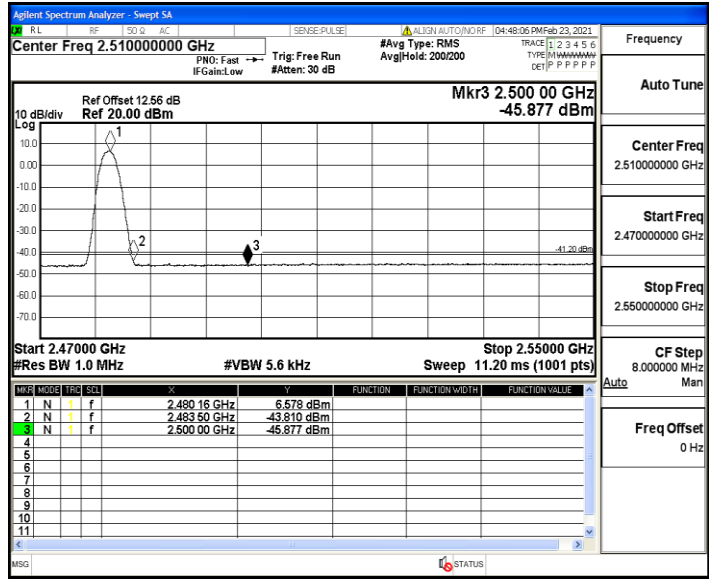 Agilent Spectrum Analyzer - Swept SA
RL RF 50 Ω AC SENSE:PULSE ALIGN AUTO/NO RF 04:48:06 PM Feb 23, 2021
Center Freq 2.510000000 GHz
PNO: Fast Trig: Free Run
IFGain:Low #Atten: 30 dB
#Avg Type: RMS
Avg|Hold: 200/200
TRACE 1 2 3 4 5 6
TYPE M WWWWW
DET P P P P P P
Ref Offset 12.56 dB
10 dB/div Ref 20.00 dBm
Mkr3 2.500 00 GHz
-45.877 dBm
Log
10.0
0.00
-10.0
-20.0
-30.0
-40.0
-50.0
-60.0
-70.0
1
2
3
-41.20 dBm
Start 2.47000 GHz Stop 2.55000 GHz
#Res BW 1.0 MHz #VBW 5.6 kHz Sweep 11.20 ms (1001 pts)
MKR MODE TRC SCL X Y FUNCTION FUNCTION WIDTH FUNCTION VALUE
1 N 1 f 2.480 16 GHz 6.578 dBm
2 N 1 f 2.483 50 GHz -43.810 dBm
3 N 1 f 2.500 00 GHz -45.877 dBm
4
5
6
7
8
9
10
11
MSG STATUS
Frequency
Auto Tune
Center Freq
2.510000000 GHz
Start Freq
2.470000000 GHz
Stop Freq
2.550000000 GHz
CF Step
8.000000 MHz
Auto Man
Freq Offset
0 Hz